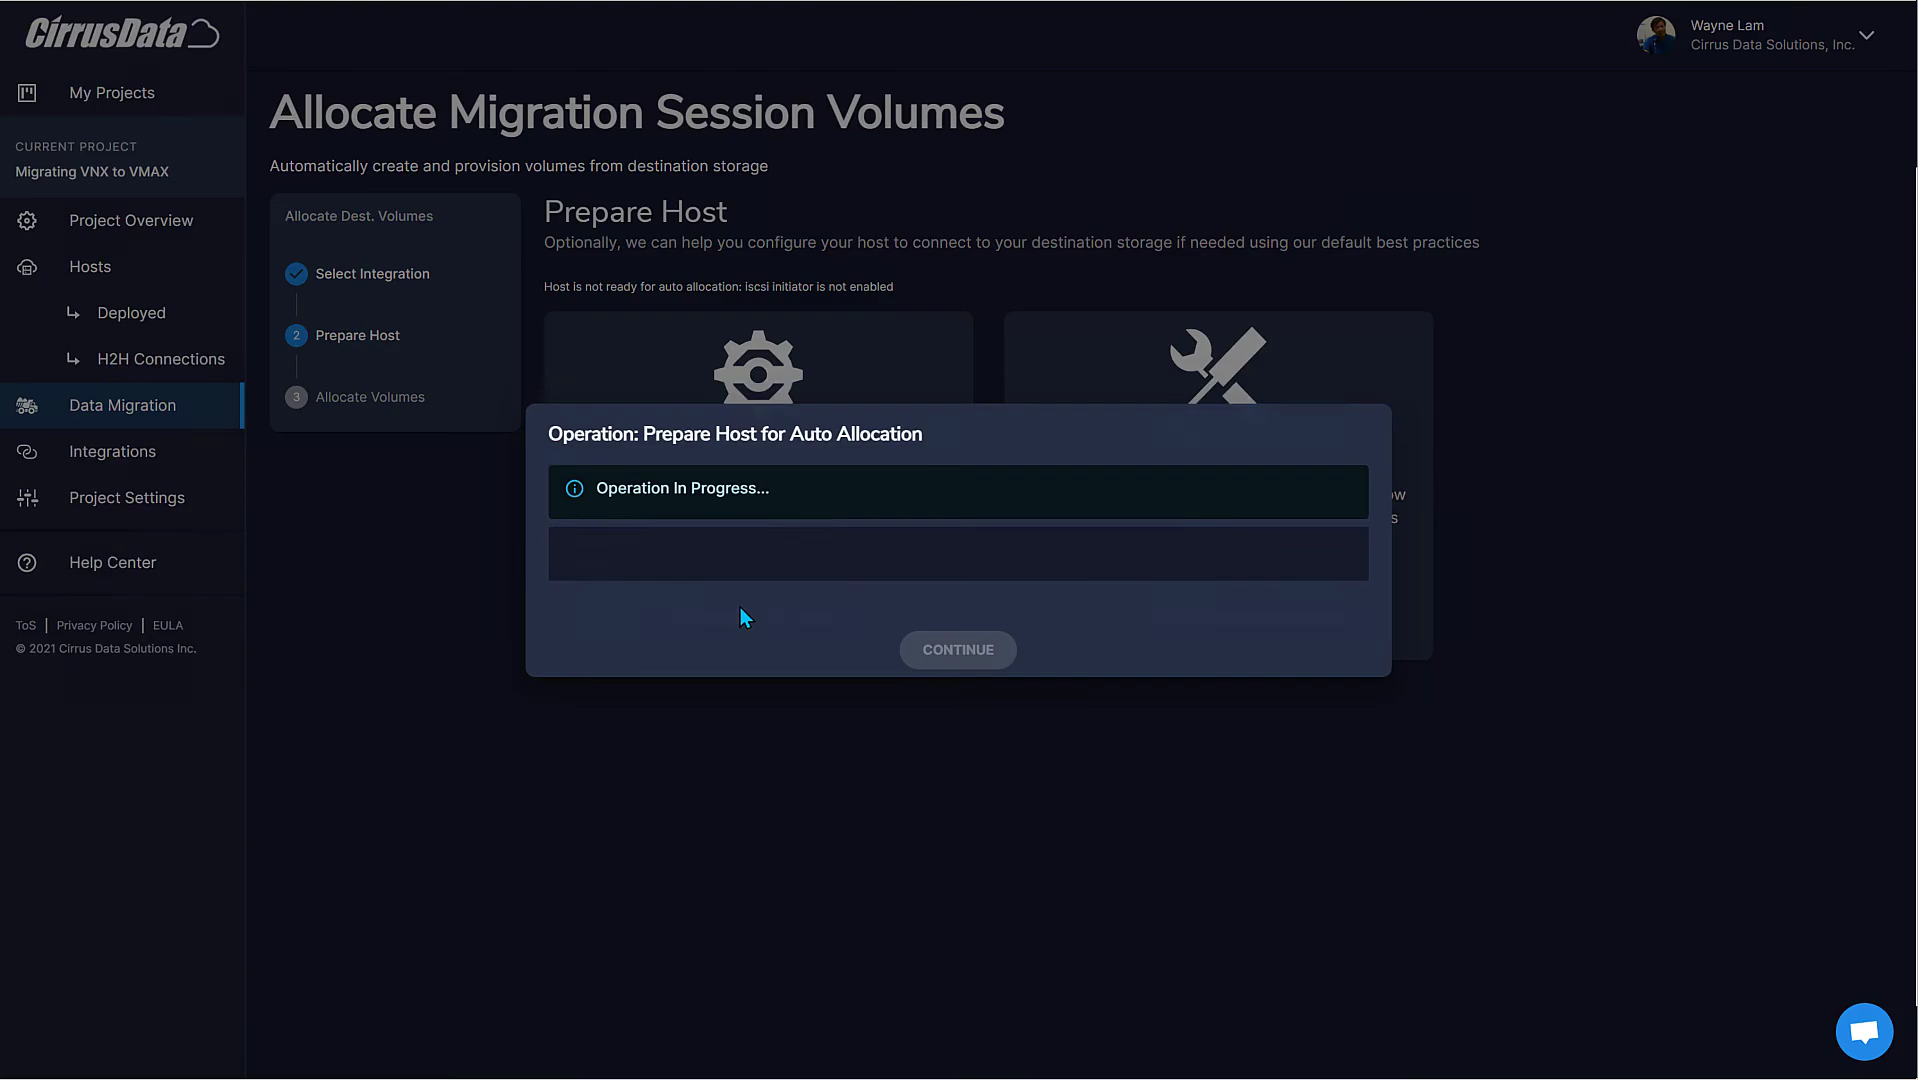 CirrusData
Wayne Lam
Cirrus Data Solutions, Inc.
My Projects
CURRENT PROJECT
Migrating VNX to VMAX
Project Overview
Hosts
Deployed
H2H Connections
Data Migration
Integrations
Project Settings
Help Center
ToS | Privacy Policy | EULA
© 2021 Cirrus Data Solutions Inc.
Allocate Migration Session Volumes
Automatically create and provision volumes from destination storage
Allocate Dest. Volumes
Select Integration
2 Prepare Host
3 Allocate Volumes
Prepare Host
Optionally, we can help you configure your host to connect to your destination storage if needed using our default best practices
Host is not ready for auto allocation: iscsi initiator is not enabled
Operation: Prepare Host for Auto Allocation
Operation In Progress...
CONTINUE